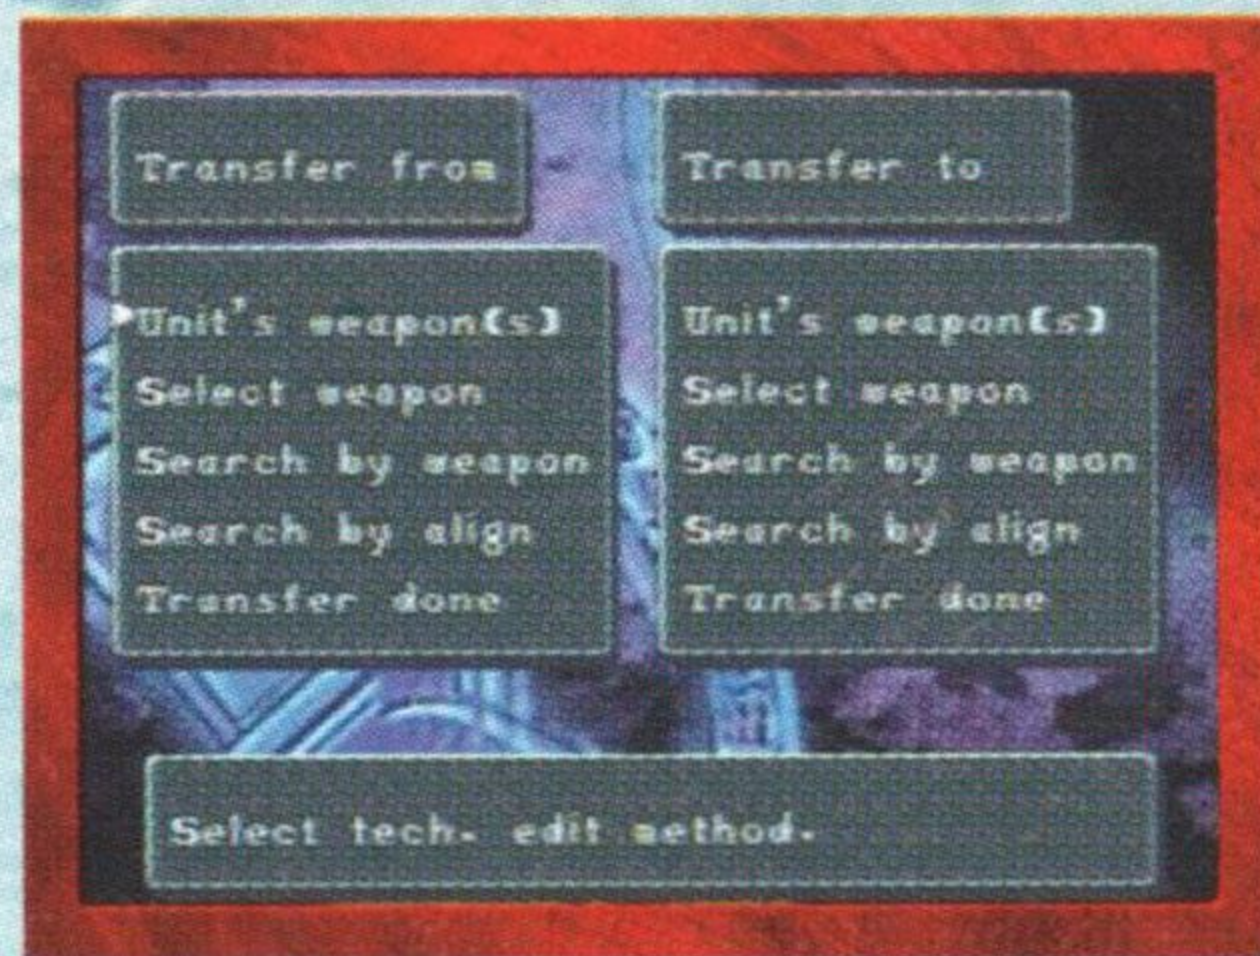 Transfer from
Unit's weapon(s)
Select weapon
Search by weapon
Search by align
Transfer done
Transfer to
Unit's weapon(s)
Select weapon
Search by weapon
Search by align
Transfer done
Select tech. edit method.